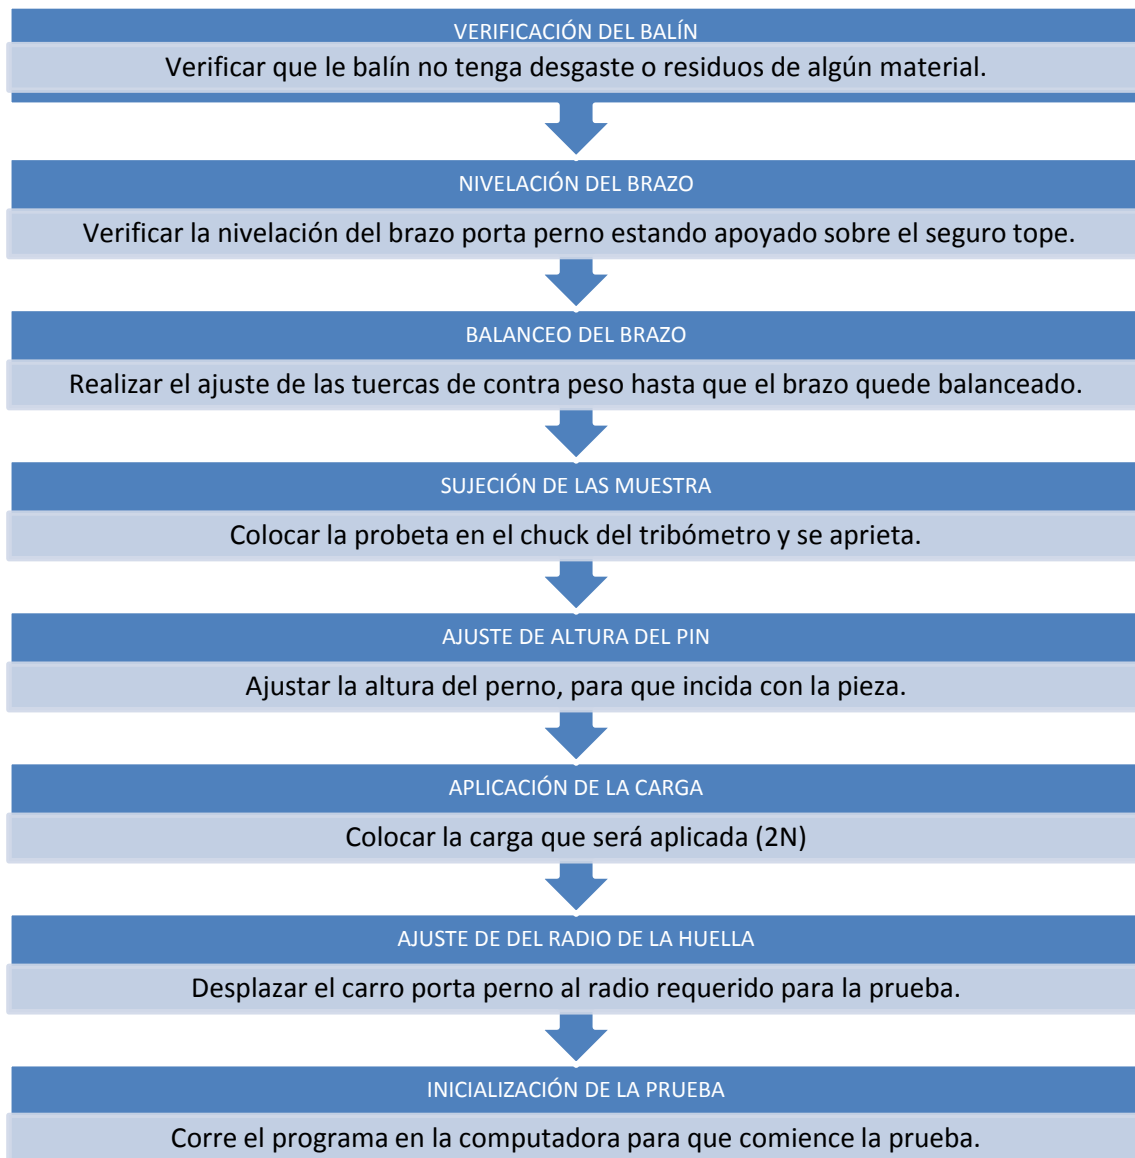 VERIFICACIÓN DEL BALÍN
Verificar que le balín no tenga desgaste o residuos de algún material.
NIVELACIÓN DEL BRAZO
Verificar la nivelación del brazo porta perno estando apoyado sobre el seguro tope.
BALANCEO DEL BRAZO
Realizar el ajuste de las tuercas de contra peso hasta que el brazo quede balanceado.
SUJECIÓN DE LAS MUESTRA
Colocar la probeta en el chuck del tribómetro y se aprieta.
AJUSTE DE ALTURA DEL PIN
Ajustar la altura del perno, para que incida con la pieza.
APLICACIÓN DE LA CARGA
Colocar la carga que será aplicada (2N)
AJUSTE DE DEL RADIO DE LA HUELLA
Desplazar el carro porta perno al radio requerido para la prueba.
INICIALIZACIÓN DE LA PRUEBA
Corre el programa en la computadora para que comience la prueba.